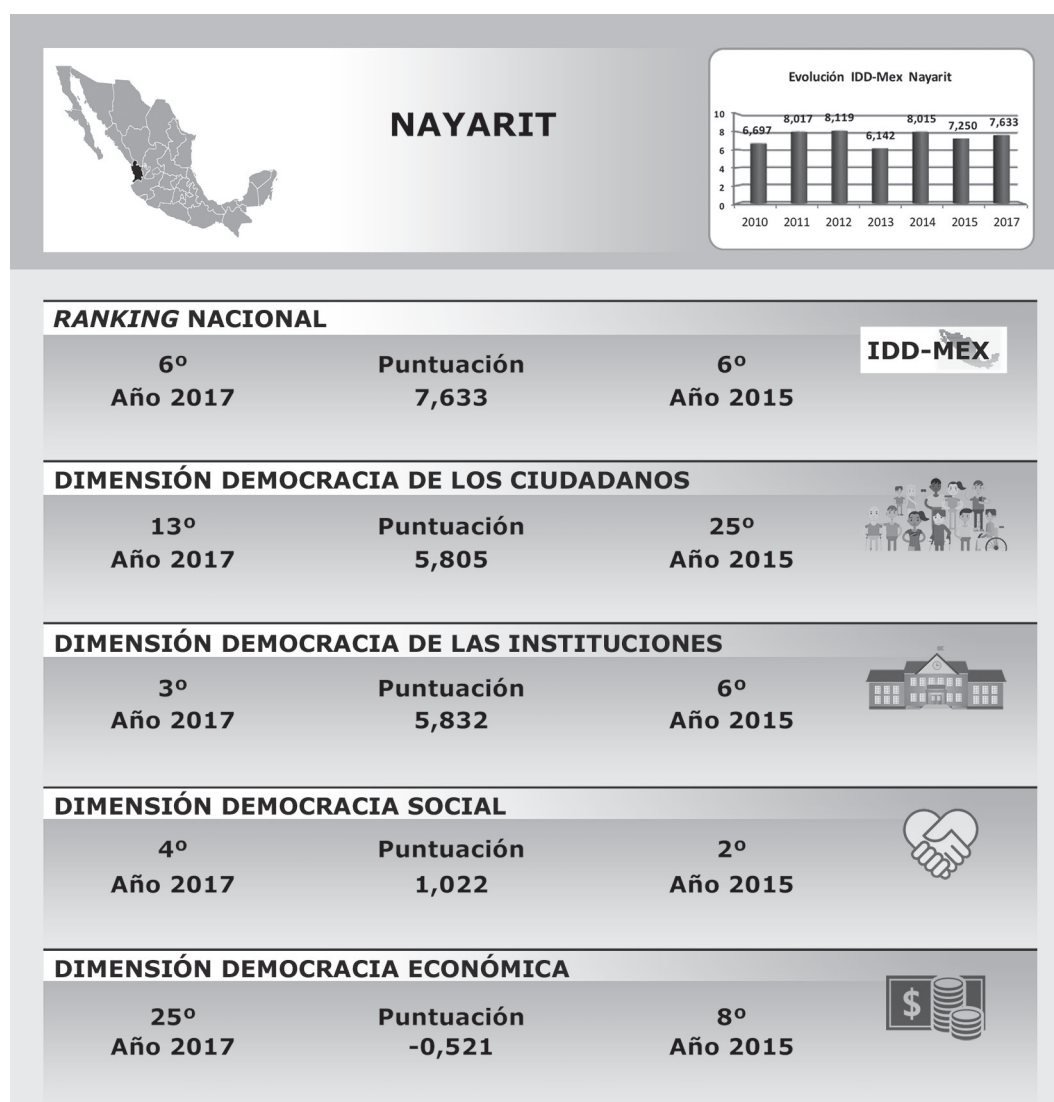 NAYARIT
Evolución IDD-Mex Nayarit
10
8
6
4
2
0
6,697
8,017
8,119
6,142
8,015
7,250
7,633
2010 2011 2012 2013 2014 2015 2017
RANKING NACIONAL
IDD-MEX
6º Puntuación 6º
Año 2017 7,633 Año 2015
DIMENSIÓN DEMOCRACIA DE LOS CIUDADANOS
13º Puntuación 25º
Año 2017 5,805 Año 2015
DIMENSIÓN DEMOCRACIA DE LAS INSTITUCIONES
3º Puntuación 6º
Año 2017 5,832 Año 2015
DIMENSIÓN DEMOCRACIA SOCIAL
4º Puntuación 2º
Año 2017 1,022 Año 2015
DIMENSIÓN DEMOCRACIA ECONÓMICA
$
25º Puntuación 8º
Año 2017 -0,521 Año 2015